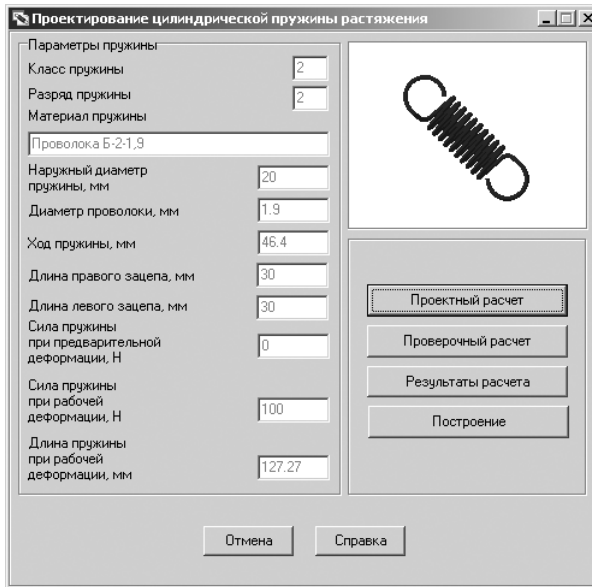 Проектирование цилиндрической пружины растяжения
Параметры пружины
Класс пружины
2
Разряд пружины
2
Материал пружины
Проволока Б-2-1,9
Наружный диаметр
пружины, мм
20
Диаметр проволоки, мм
1.9
Ход пружины, мм
46.4
Длина правого зацепа, мм
30
Длина левого зацепа, мм
30
Сила пружины
при предварительной
деформации, Н
0
Сила пружины
при рабочей
деформации, Н
100
Длина пружины
при рабочей
деформации, мм
127.27
Проектный расчет
Проверочный расчет
Результаты расчета
Построение
Отмена
Справка